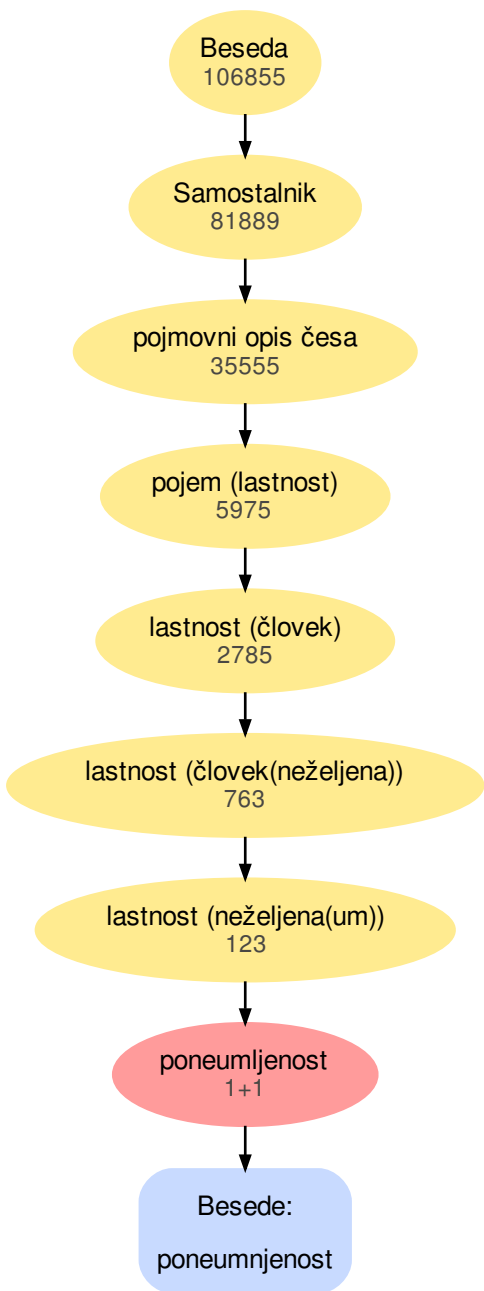 Beseda
106855
Samostalnik
81889
pojmovni opis česa
35555
pojem (lastnost)
5975
lastnost (človek)
2785
lastnost (človek(neželjena))
763
lastnost (neželjena(um))
123
poneumljenost
1+1
Besede:
poneumnjenost